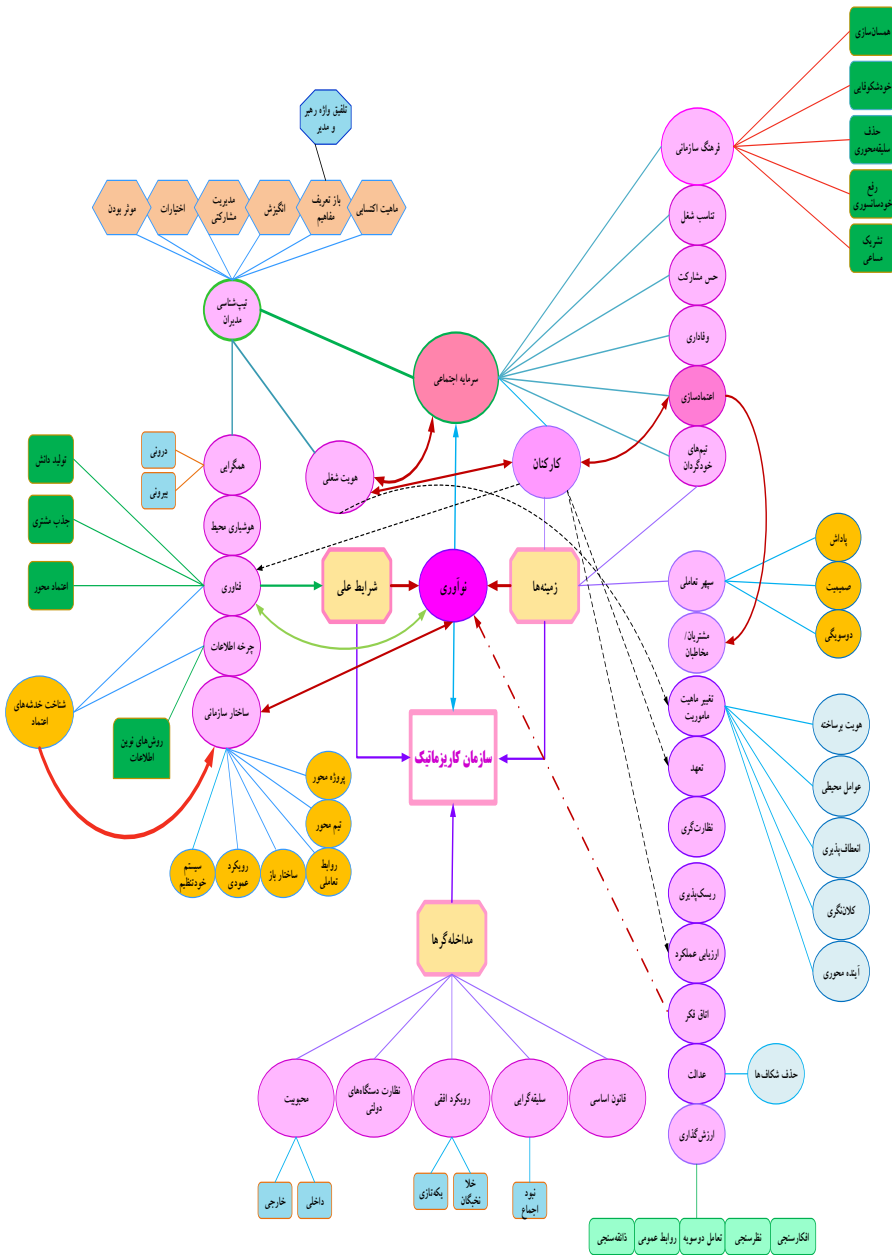 همسان‌سازی
خودشکوفایی
حذف
سلیقه‌محوری
رفع
خودسانسوری
تشریک
مساعی
فرهنگ سازمانی
تناسب شغل
حس مشارکت
وفاداری
اعتمادسازی
تیم‌های
خودگردان
تلفیق واژه رهبر
و مدیر
ماهیت اکتسابی
باز تعریف
مفاهیم
انگیزش
مدیریت
مشارکتی
اختیارات
موثر بودن
تیپ‌شناسی
مدیران
سرمایه اجتماعی
کارکنان
هویت شغلی
همگرایی
درونی
بیرونی
هوشیاری محیط
فناوری
چرخه اطلاعات
ساختار سازمانی
تولید دانش
جذب مشتری
اعتماد محور
شناخت خدشه‌های
اعتماد
روش‌های نوین
اطلاعات
پروژه محور
تیم محور
روابط
تعاملی
ساختار باز
رویکرد
عمودی
سیستم
خودتنظیم
زمینه‌ها
نوآوری
شرایط علی
سازمان کاریزماتیک
مداخله‌گرها
سپهر تعاملی
پاداش
صمیمیت
دوسویگی
مشتریان/
مخاطبان
تغییر ماهیت
ماموریت
هویت برساخته
عوامل محیطی
انعطاف‌پذیری
کلان‌نگری
آینده محوری
تعهد
نظارت‌گری
ریسک‌پذیری
ارزیابی عملکرد
اتاق فکر
عدالت
حذف شکاف‌ها
ارزش‌گذاری
افکارسنجی
نظرسنجی
تعامل دوسویه
روابط عمومی
ذائقه‌سنجی
قانون اساسی
سلیقه‌گرایی
رویکرد افقی
نظارت دستگاه‌های
دولتی
محبوبیت
نبود
اجماع
خلا
نخبگان
یکه‌تازی
داخلی
خارجی